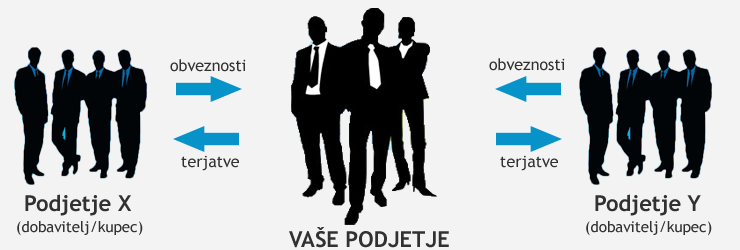 obveznosti
terjatve
Podjetje X
(dobavitelj/kupec)
VAŠE PODJETJE
obveznosti
terjatve
Podjetje Y
(dobavitelj/kupec)